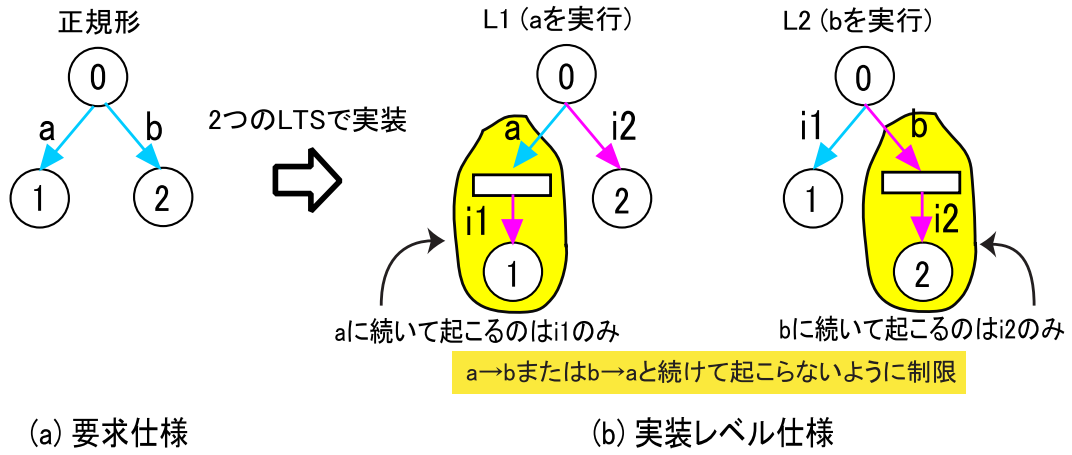 正規形
0
a
b
1
2
(a) 要求仕様
2つのLTSで実装
L1 (aを実行)
0
a
i2
2
i1
1
aに続いて起こるのはi1のみ
L2 (bを実行)
0
i1
b
1
i2
2
bに続いて起こるのはi2のみ
a→bまたはb→aと続けて起こらないように制限
(b) 実装レベル仕様